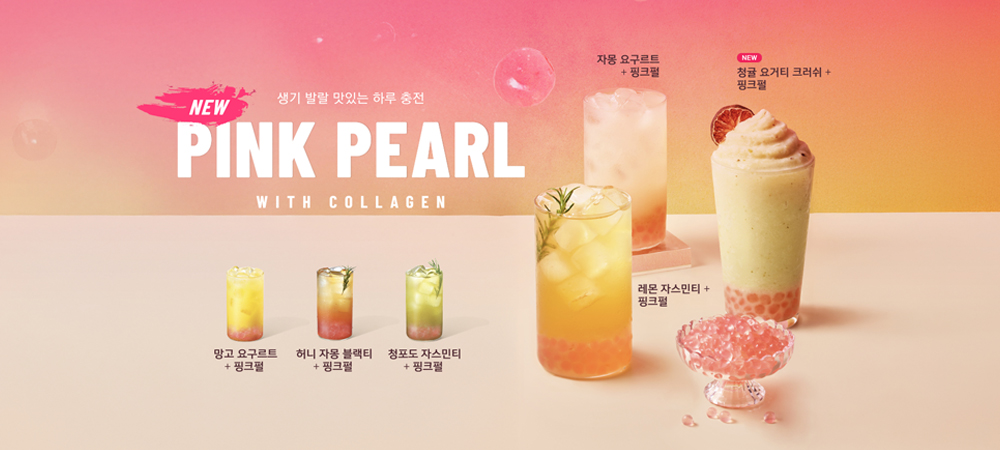 NEW
생기 발랄 맛있는 하루 충전
PINK PEARL
WITH COLLAGEN
자몽 요구르트
+ 핑크펄
NEW
청귤 요거티 크러쉬 +
핑크펄
레몬 자스민티 +
핑크펄
망고 요구르트
+ 핑크펄
허니 자몽 블랙티
+ 핑크펄
청포도 자스민티
+ 핑크펄